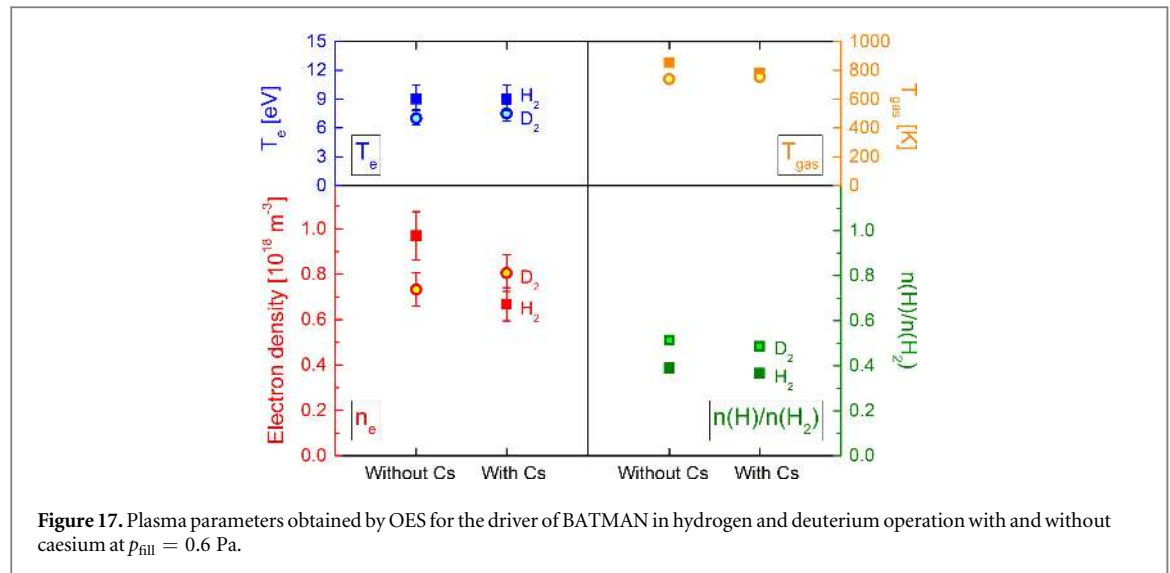 15
12
9
6
3
0
T_e [eV]
H_2
D_2
T_e
1000
800
600
400
200
0
T_gas [K]
T_gas
1.0
0.8
0.6
0.4
0.2
0.0
Electron density [10^18 m^-3]
D_2
H_2
n_e
1.0
0.8
0.6
0.4
0.2
0.0
n(H)/n(H_2)
D_2
H_2
n(H)/n(H_2)
Without Cs With Cs Without Cs With Cs
Figure 17. Plasma parameters obtained by OES for the driver of BATMAN in hydrogen and deuterium operation with and without
caesium at p_fill = 0.6 Pa.